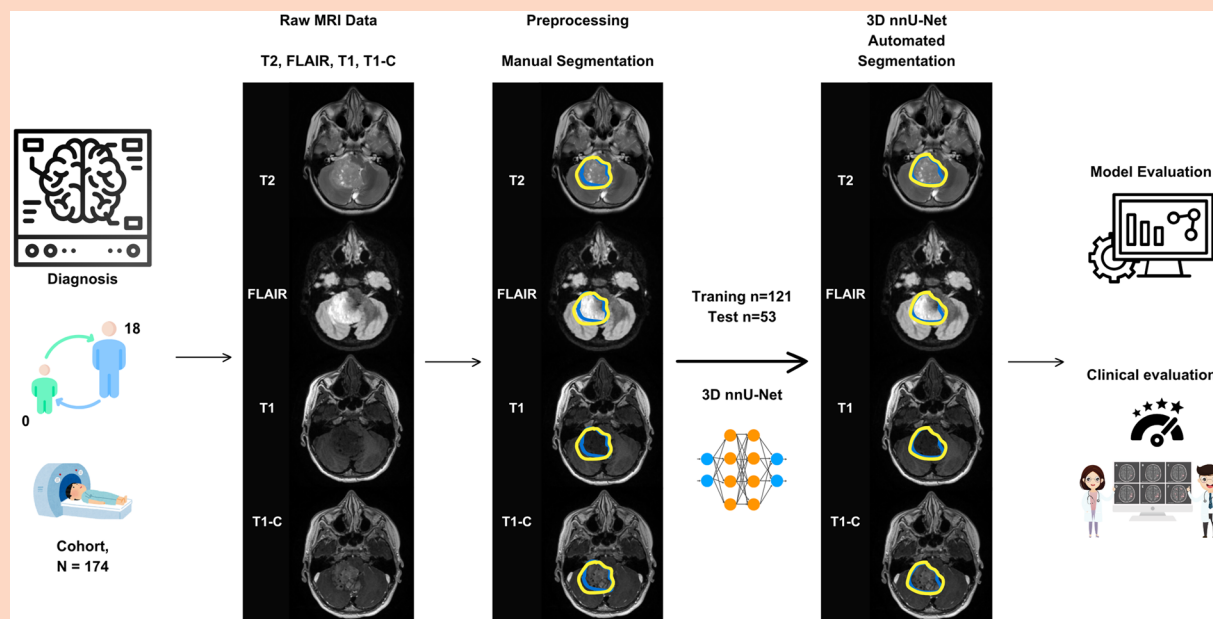 Diagnosis
18
0
Cohort,
N = 174
Raw MRI Data
T2, FLAIR, T1, T1-C
T2
FLAIR
T1
T1-C
Preprocessing
Manual Segmentation
T2
FLAIR
T1
T1-C
Traning n=121
Test n=53
3D nnU-Net
3D nnU-Net
Automated
Segmentation
T2
FLAIR
T1
T1-C
Model Evaluation
Clinical evaluation